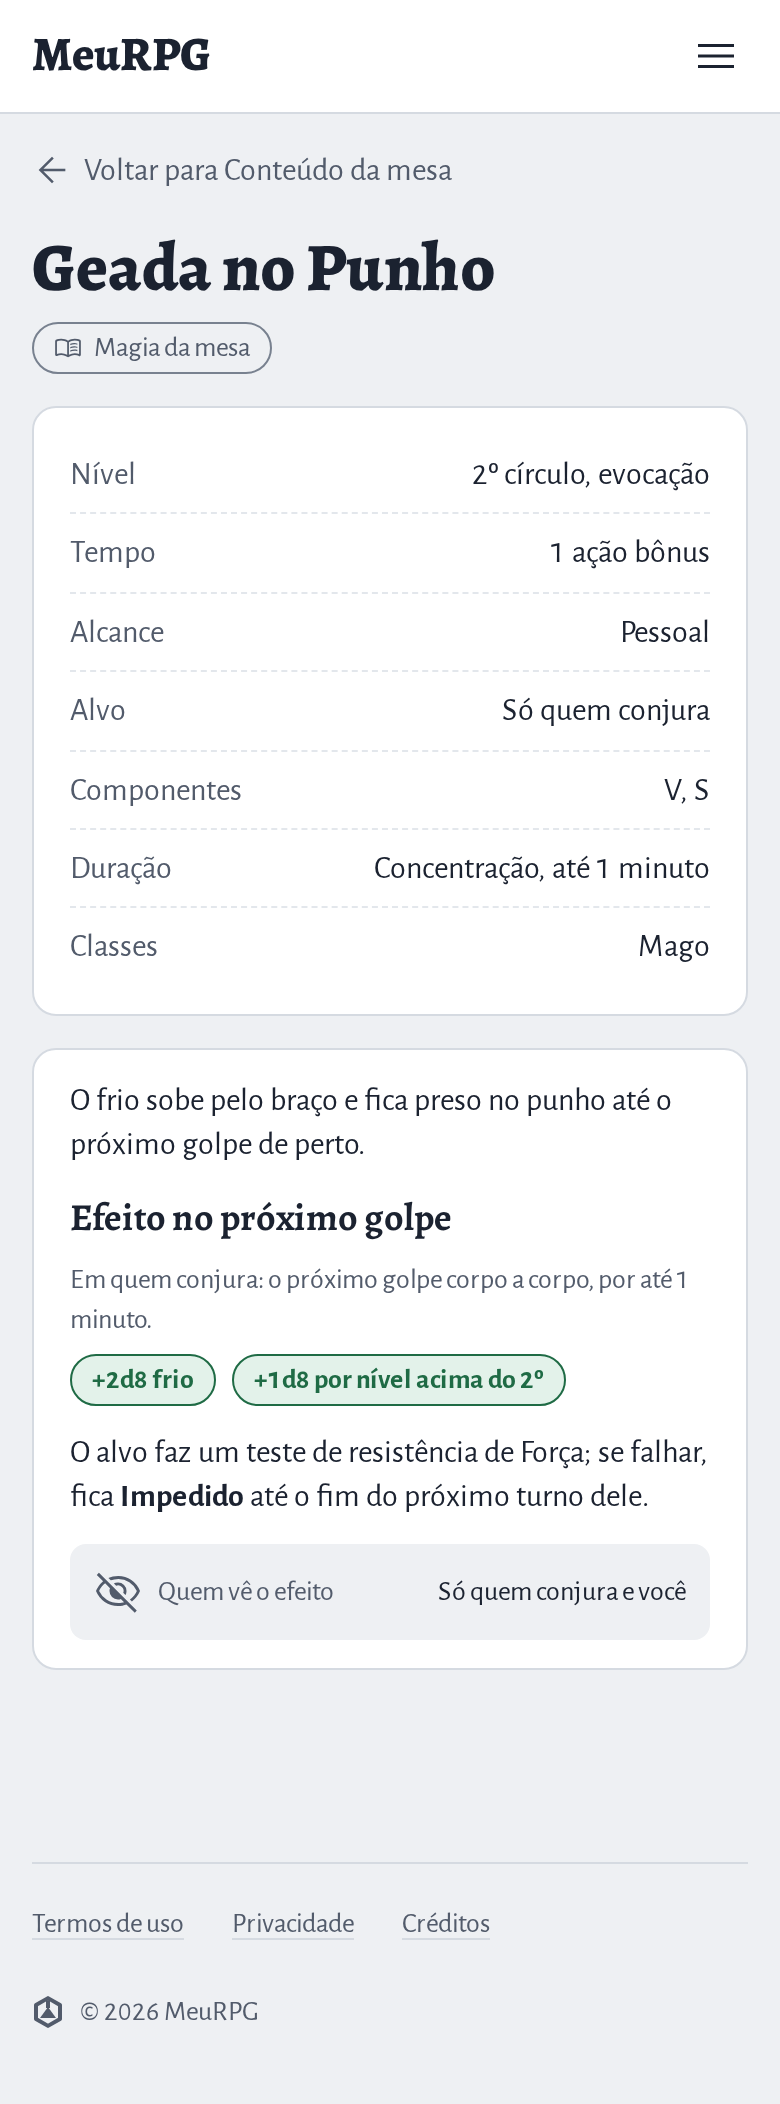 MeuRPG
Voltar para Conteúdo da mesa
Geada no Punho
Magia da mesa
Nível 2º círculo, evocação
Tempo 1 ação bônus
Alcance Pessoal
Alvo Só quem conjura
Componentes V, S
Duração Concentração, até 1 minuto
Classes Mago
O frio sobe pelo braço e fica preso no punho até o
próximo golpe de perto.
Efeito no próximo golpe
Em quem conjura: o próximo golpe corpo a corpo, por até 1
minuto.
+2d8 frio +1d8 por nível acima do 2º
O alvo faz um teste de resistência de Força; se falhar,
fica Impedido até o fim do próximo turno dele.
Quem vê o efeito Só quem conjura e você
Termos de uso Privacidade Créditos
© 2026 MeuRPG